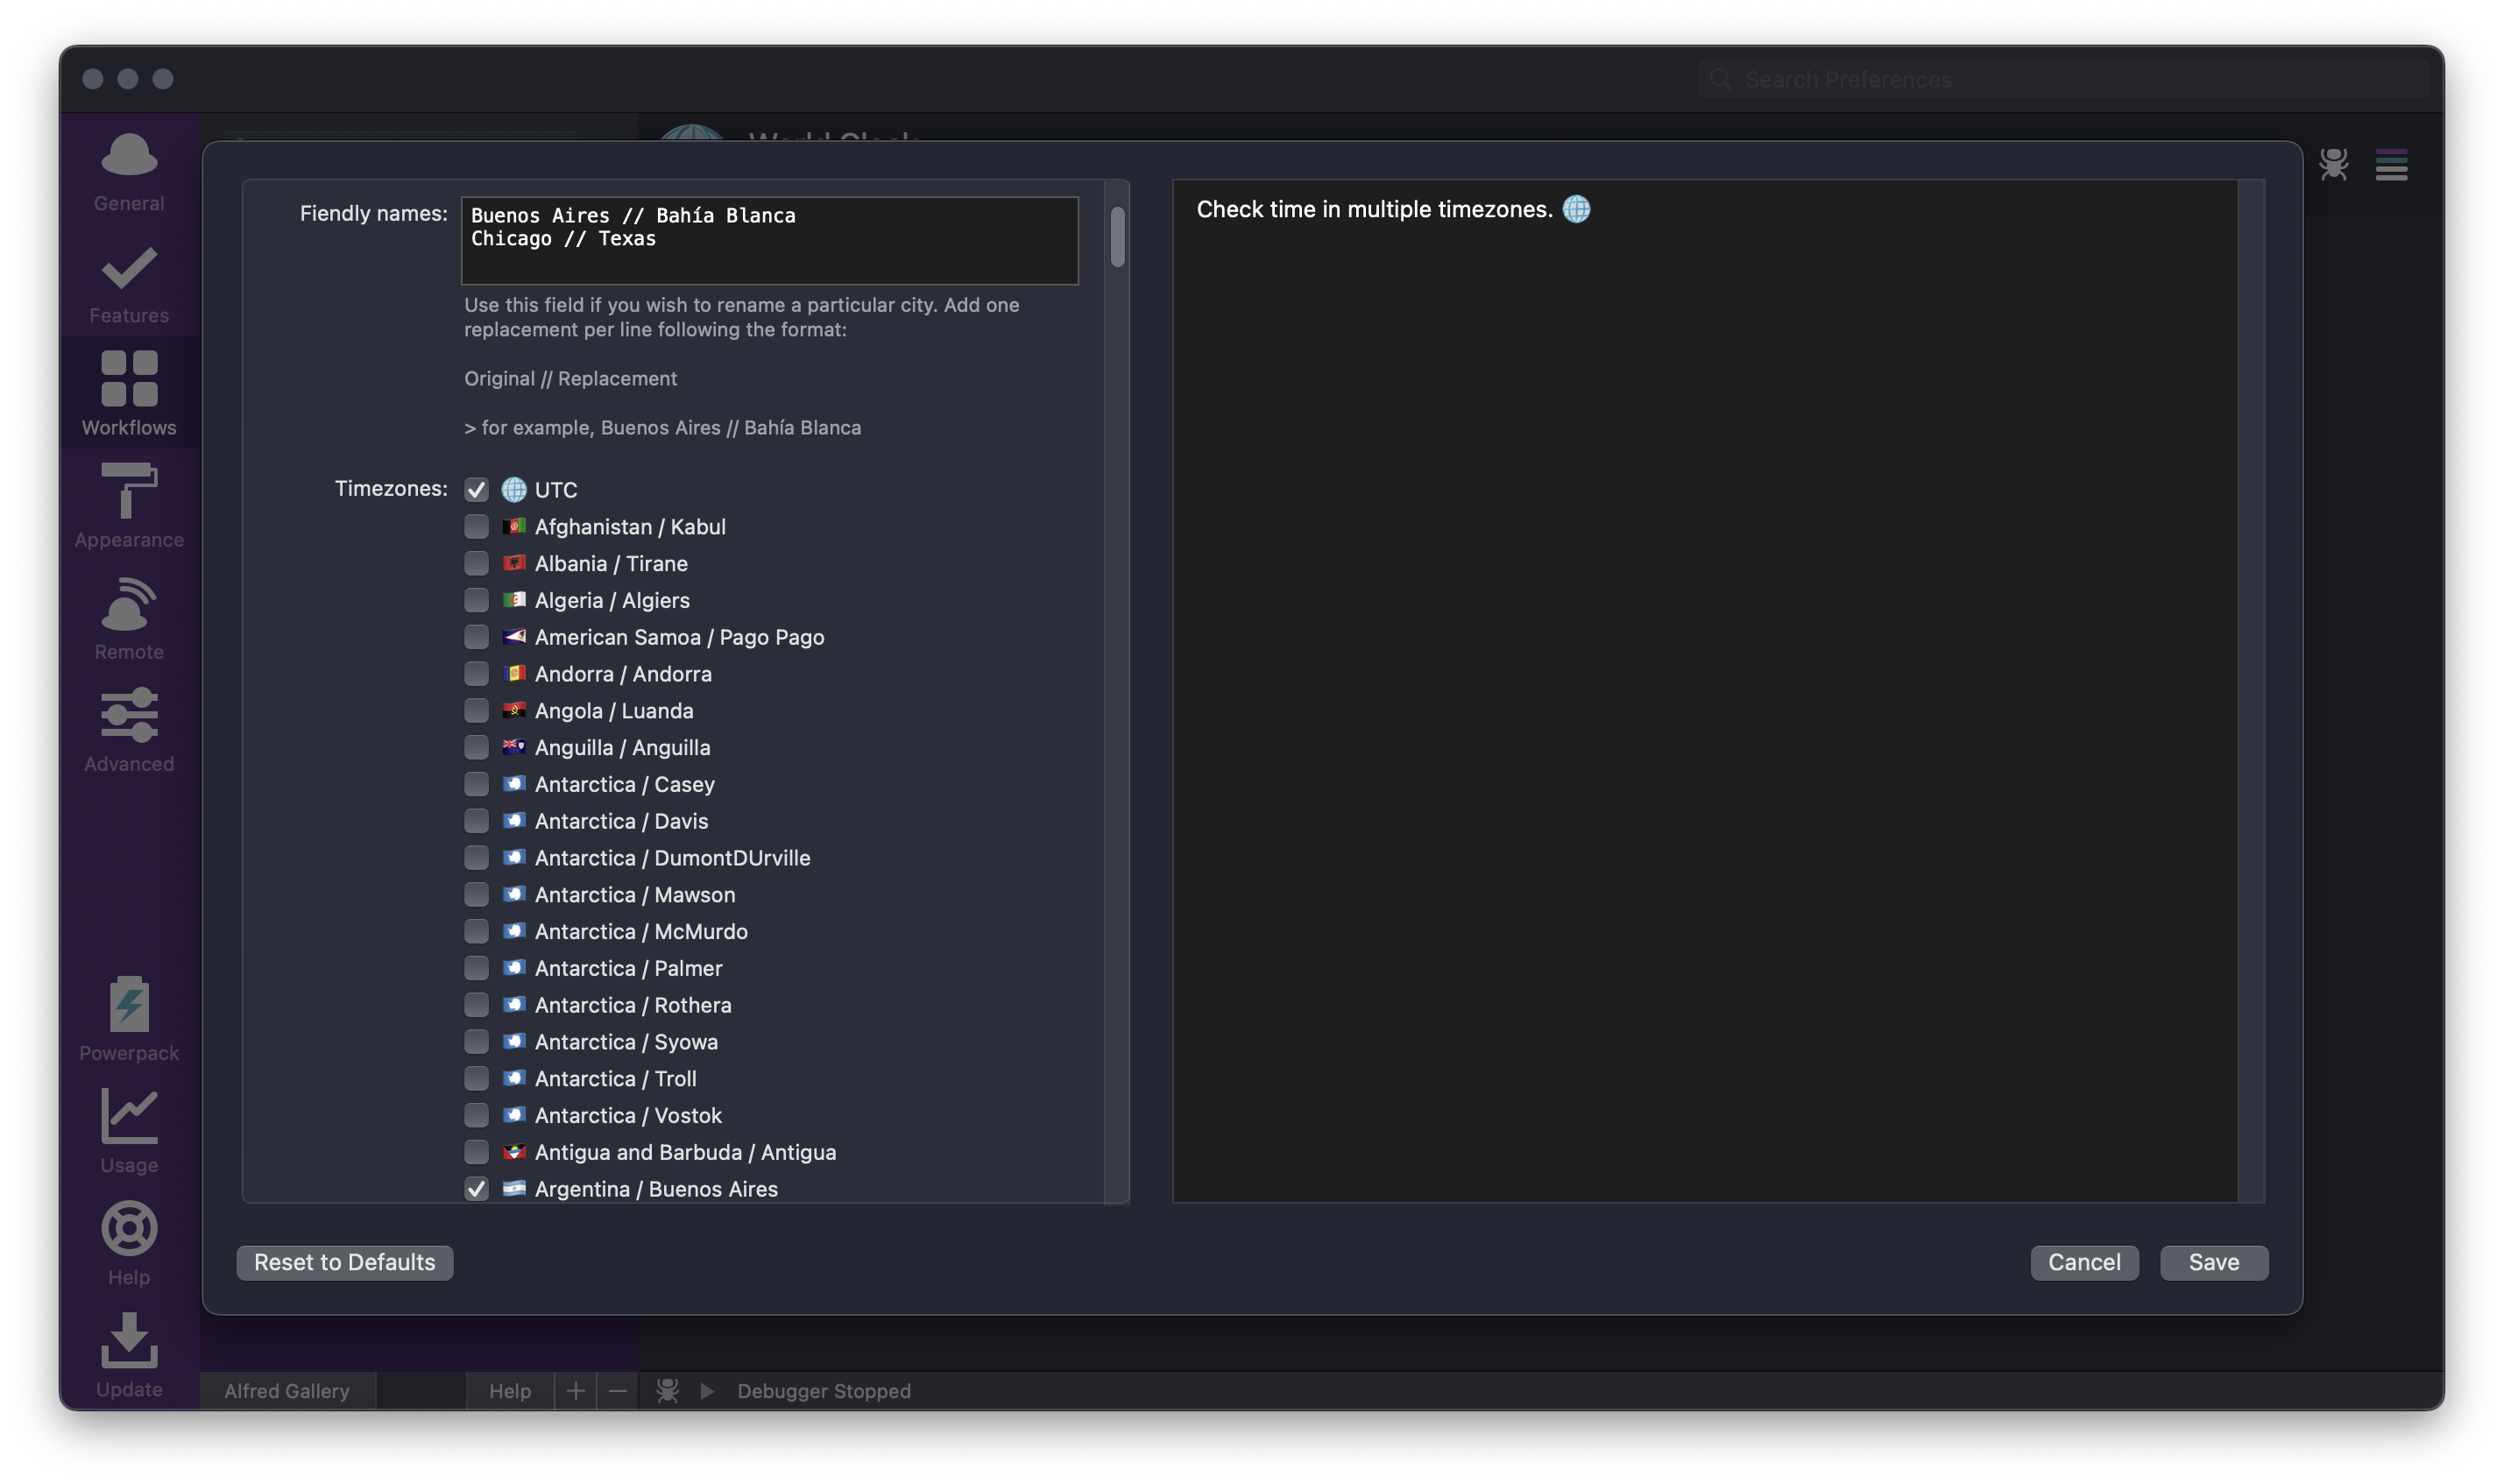 Search Preferences
World Clock
General
Features
Workflows
Appearance
Remote
Advanced
Powerpack
Usage
Help
Update
Fiendly names:
Buenos Aires // Bahía Blanca
Chicago // Texas
Use this field if you wish to rename a particular city. Add one
replacement per line following the format:
Original // Replacement
> for example, Buenos Aires // Bahía Blanca
Timezones:
UTC
Afghanistan / Kabul
Albania / Tirane
Algeria / Algiers
American Samoa / Pago Pago
Andorra / Andorra
Angola / Luanda
Anguilla / Anguilla
Antarctica / Casey
Antarctica / Davis
Antarctica / DumontDUrville
Antarctica / Mawson
Antarctica / McMurdo
Antarctica / Palmer
Antarctica / Rothera
Antarctica / Syowa
Antarctica / Troll
Antarctica / Vostok
Antigua and Barbuda / Antigua
Argentina / Buenos Aires
Check time in multiple timezones.
Reset to Defaults
Cancel
Save
Alfred Gallery
Help
Debugger Stopped